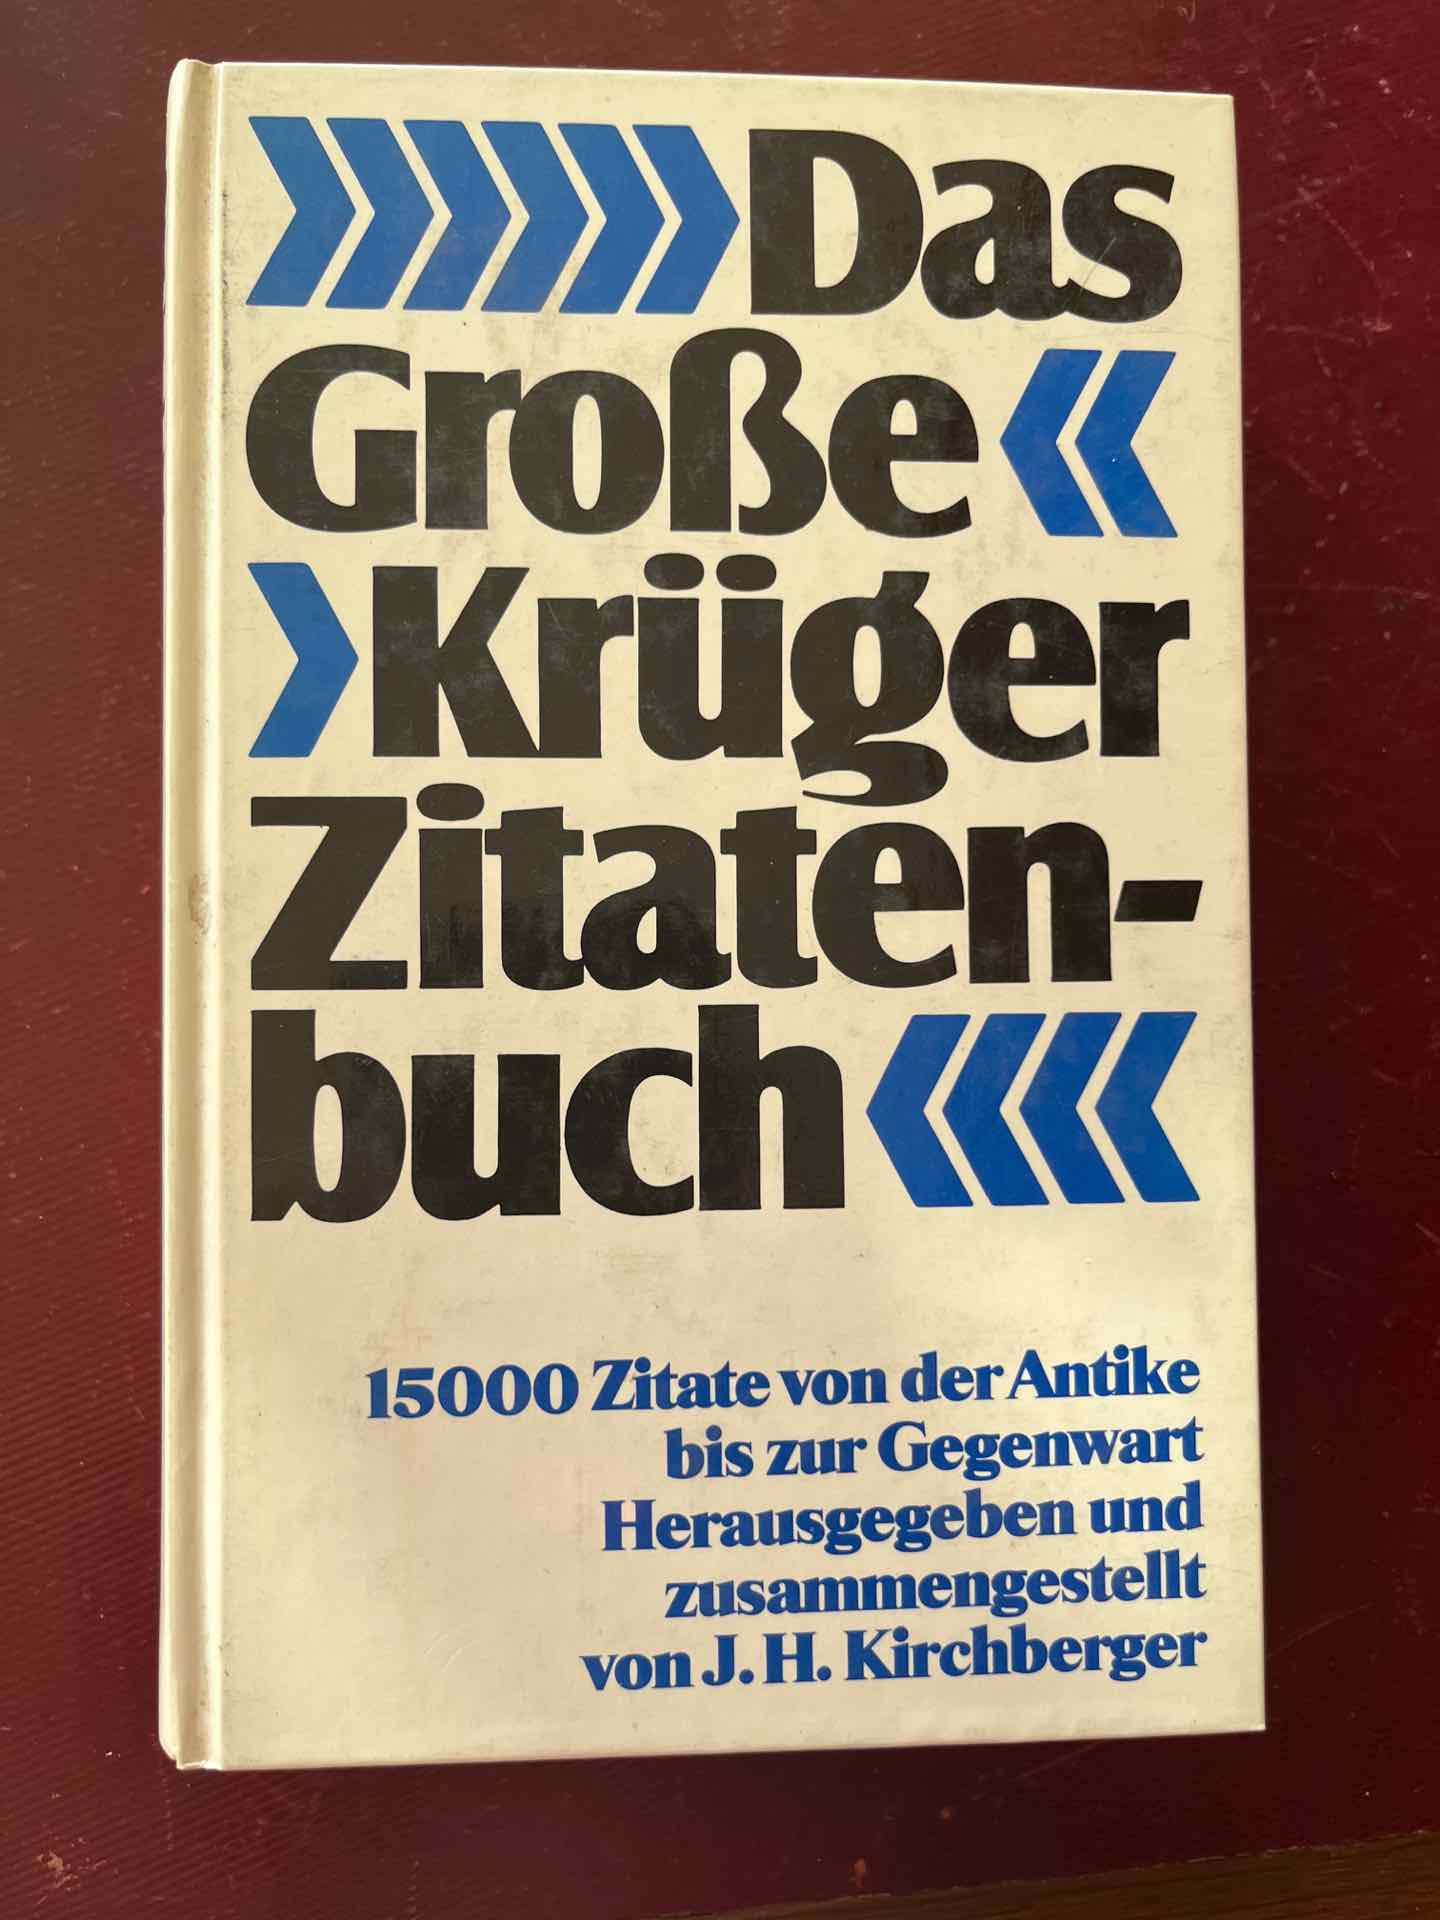 Das
Große
Krüger
Zitaten-
buch
15000 Zitate von der Antike
bis zur Gegenwart
Herausgegeben und
zusammengestellt
von J. H. Kirchberger